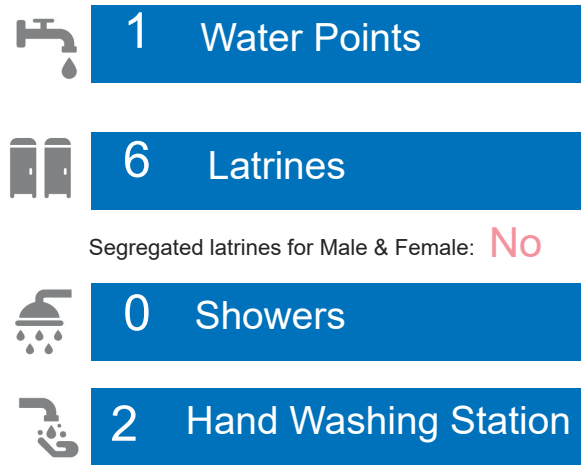 1 Water Points
6 Latrines
Segregated latrines for Male & Female: No
0 Showers
2 Hand Washing Station